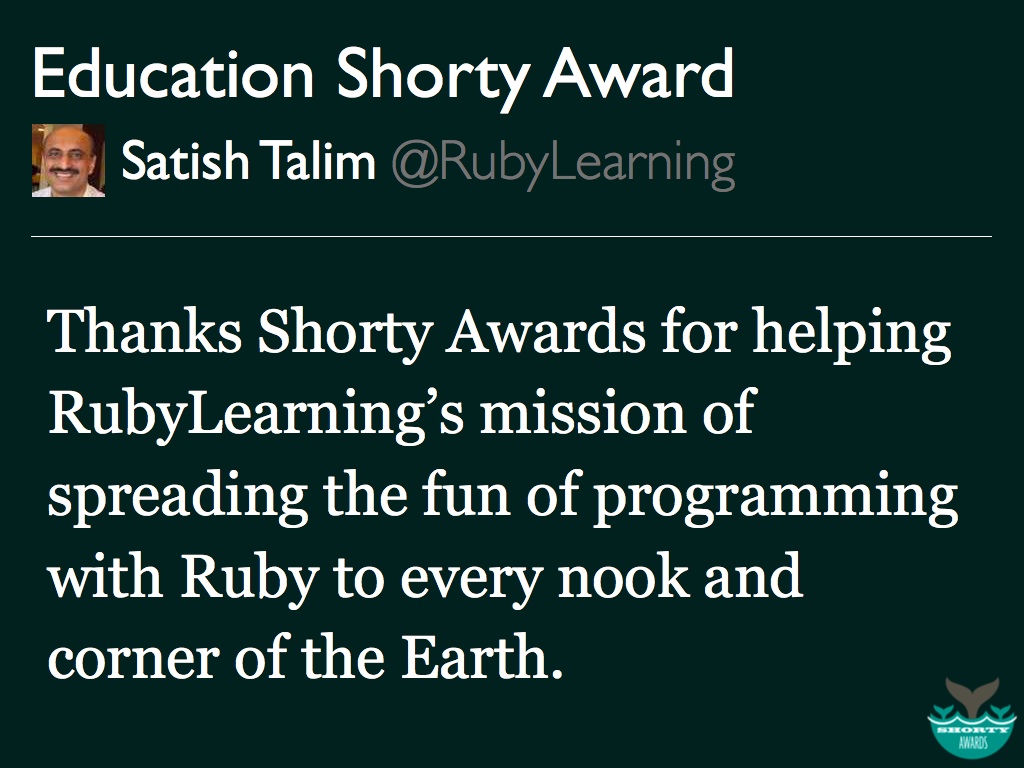 Education Shorty Award
Satish Talim @RubyLearning
Thanks Shorty Awards for helping
RubyLearning’s mission of
spreading the fun of programming
with Ruby to every nook and
corner of the Earth.
SHORTY
AWARDS